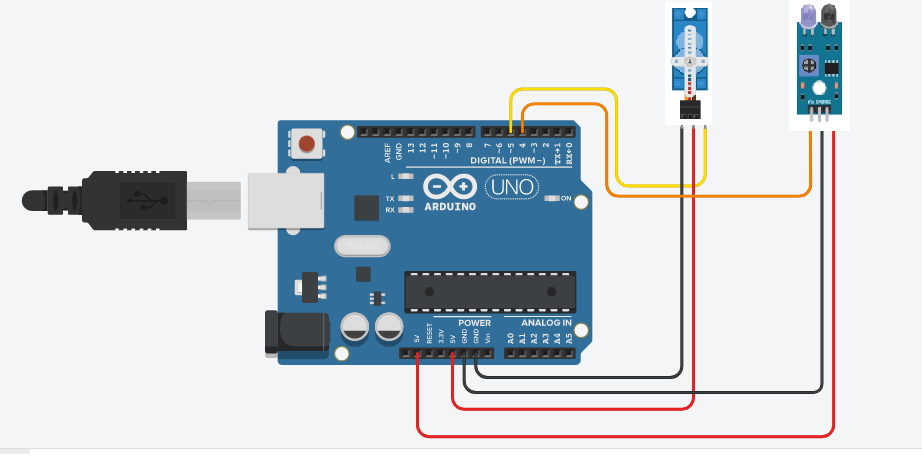 AREF
GND
13
12
~11
~10
~9
8
7
~6
~5
4
~3
2
TX→1
RX←0
DIGITAL (PWM~)
L
TX
RX
ARDUINO
UNO
ON
POWER
ANALOG IN
5V
RESET
3.3V
5V
GND
GND
Vin
A0
A1
A2
A3
A4
A5